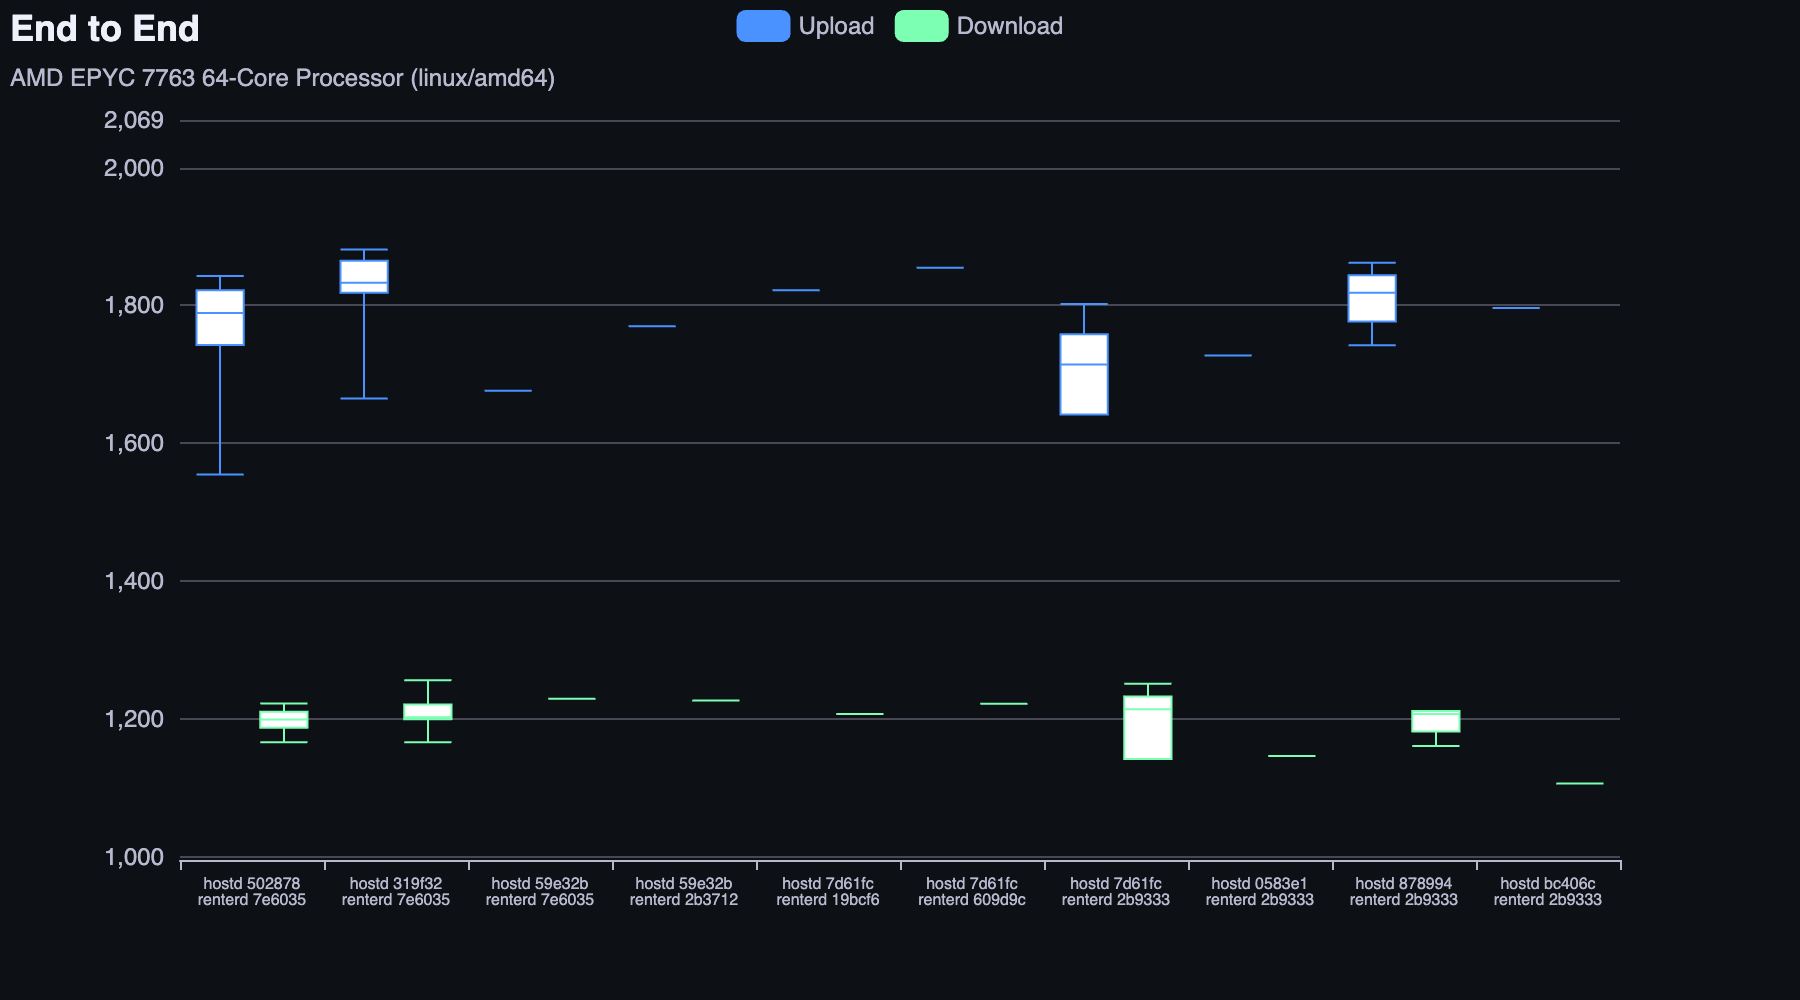 End to End
Upload
Download
AMD EPYC 7763 64-Core Processor (linux/amd64)
2,069
2,000
1,800
1,600
1,400
1,200
1,000
hostd 502878
renterd 7e6035
hostd 319f32
renterd 7e6035
hostd 59e32b
renterd 7e6035
hostd 59e32b
renterd 2b3712
hostd 7d61fc
renterd 19bcf6
hostd 7d61fc
renterd 609d9c
hostd 7d61fc
renterd 2b9333
hostd 0583e1
renterd 2b9333
hostd 878994
renterd 2b9333
hostd bc406c
renterd 2b9333